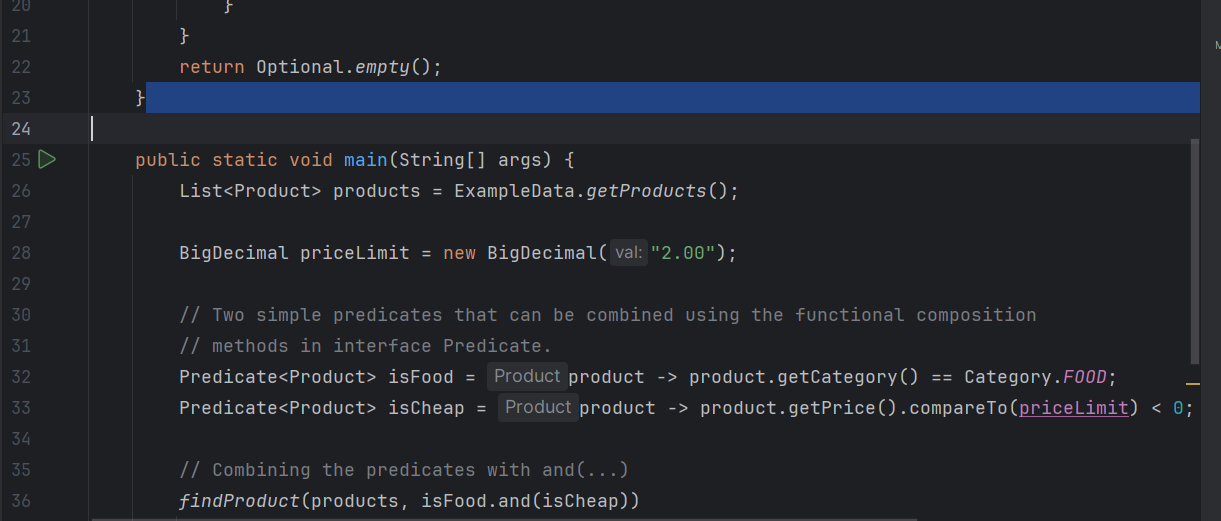 20 }
21 }
22 return Optional.empty();
23 }
24
25 public static void main(String[] args) {
26 List<Product> products = ExampleData.getProducts();
27
28 BigDecimal priceLimit = new BigDecimal( val: "2.00");
29
30 // Two simple predicates that can be combined using the functional composition
31 // methods in interface Predicate.
32 Predicate<Product> isFood = Product product -> product.getCategory() == Category.FOOD;
33 Predicate<Product> isCheap = Product product -> product.getPrice().compareTo(priceLimit) < 0;
34
35 // Combining the predicates with and(...)
36 findProduct(products, isFood.and(isCheap))